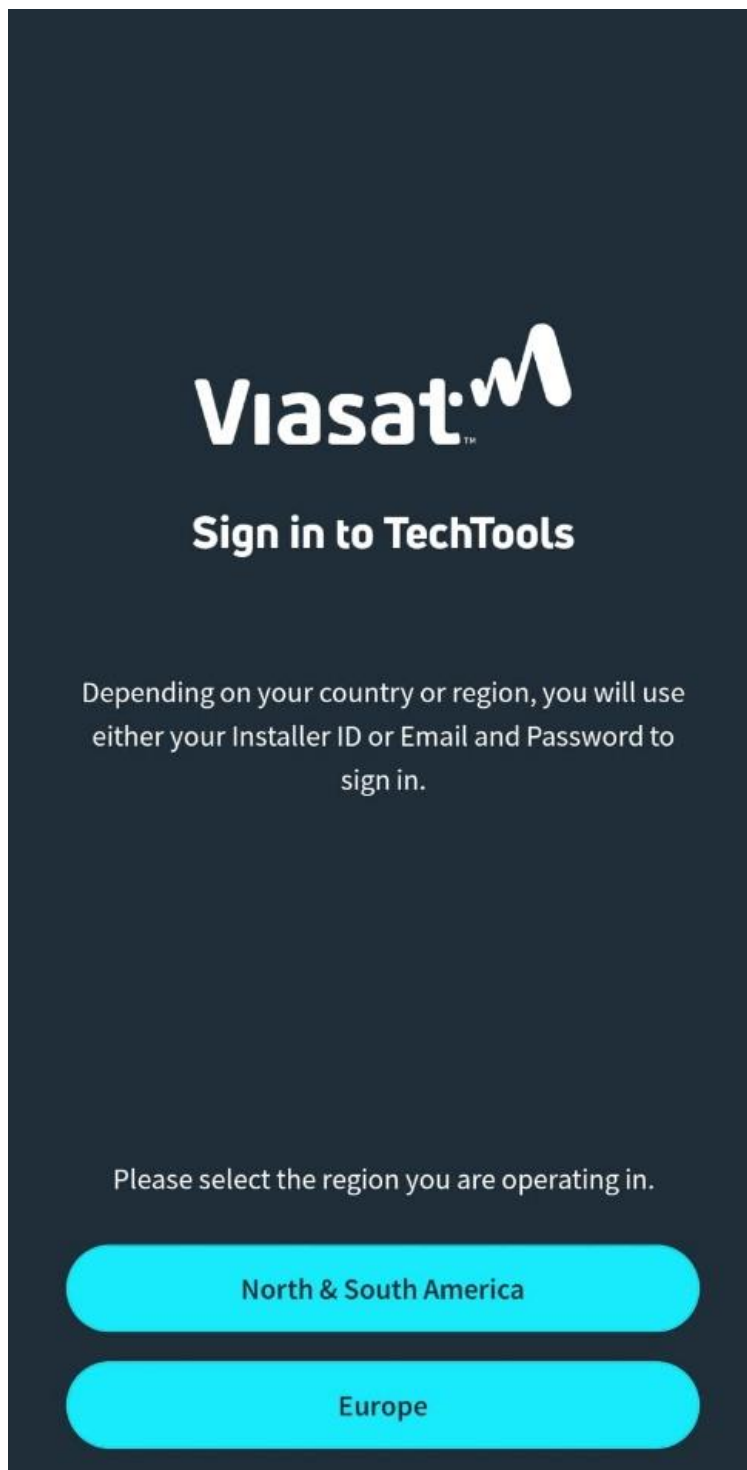 Viasat™
Sign in to TechTools
Depending on your country or region, you will use
either your Installer ID or Email and Password to
sign in.
Please select the region you are operating in.
North & South America
Europe